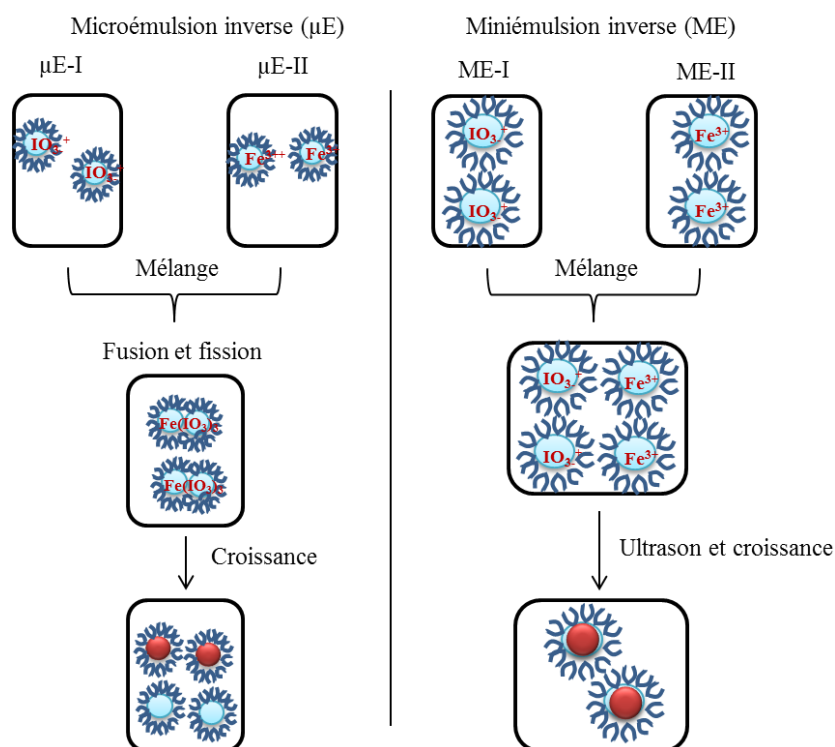 Microémulsion inverse (µE)
µE-I
µE-II
IO₃⁻⁺
IO₃⁻⁺
Fe³⁺⁺
Fe³⁺
Mélange
Fusion et fission
Fe(IO₃)₃
Fe(IO₃)₃
Croissance
Miniémulsion inverse (ME)
ME-I
ME-II
IO₃₋⁺
IO₃₋⁺
Fe³⁺
Fe³⁺
Mélange
IO₃₋⁺
Fe³⁺
IO₃₋⁺
Fe³⁺
Ultrason et croissance